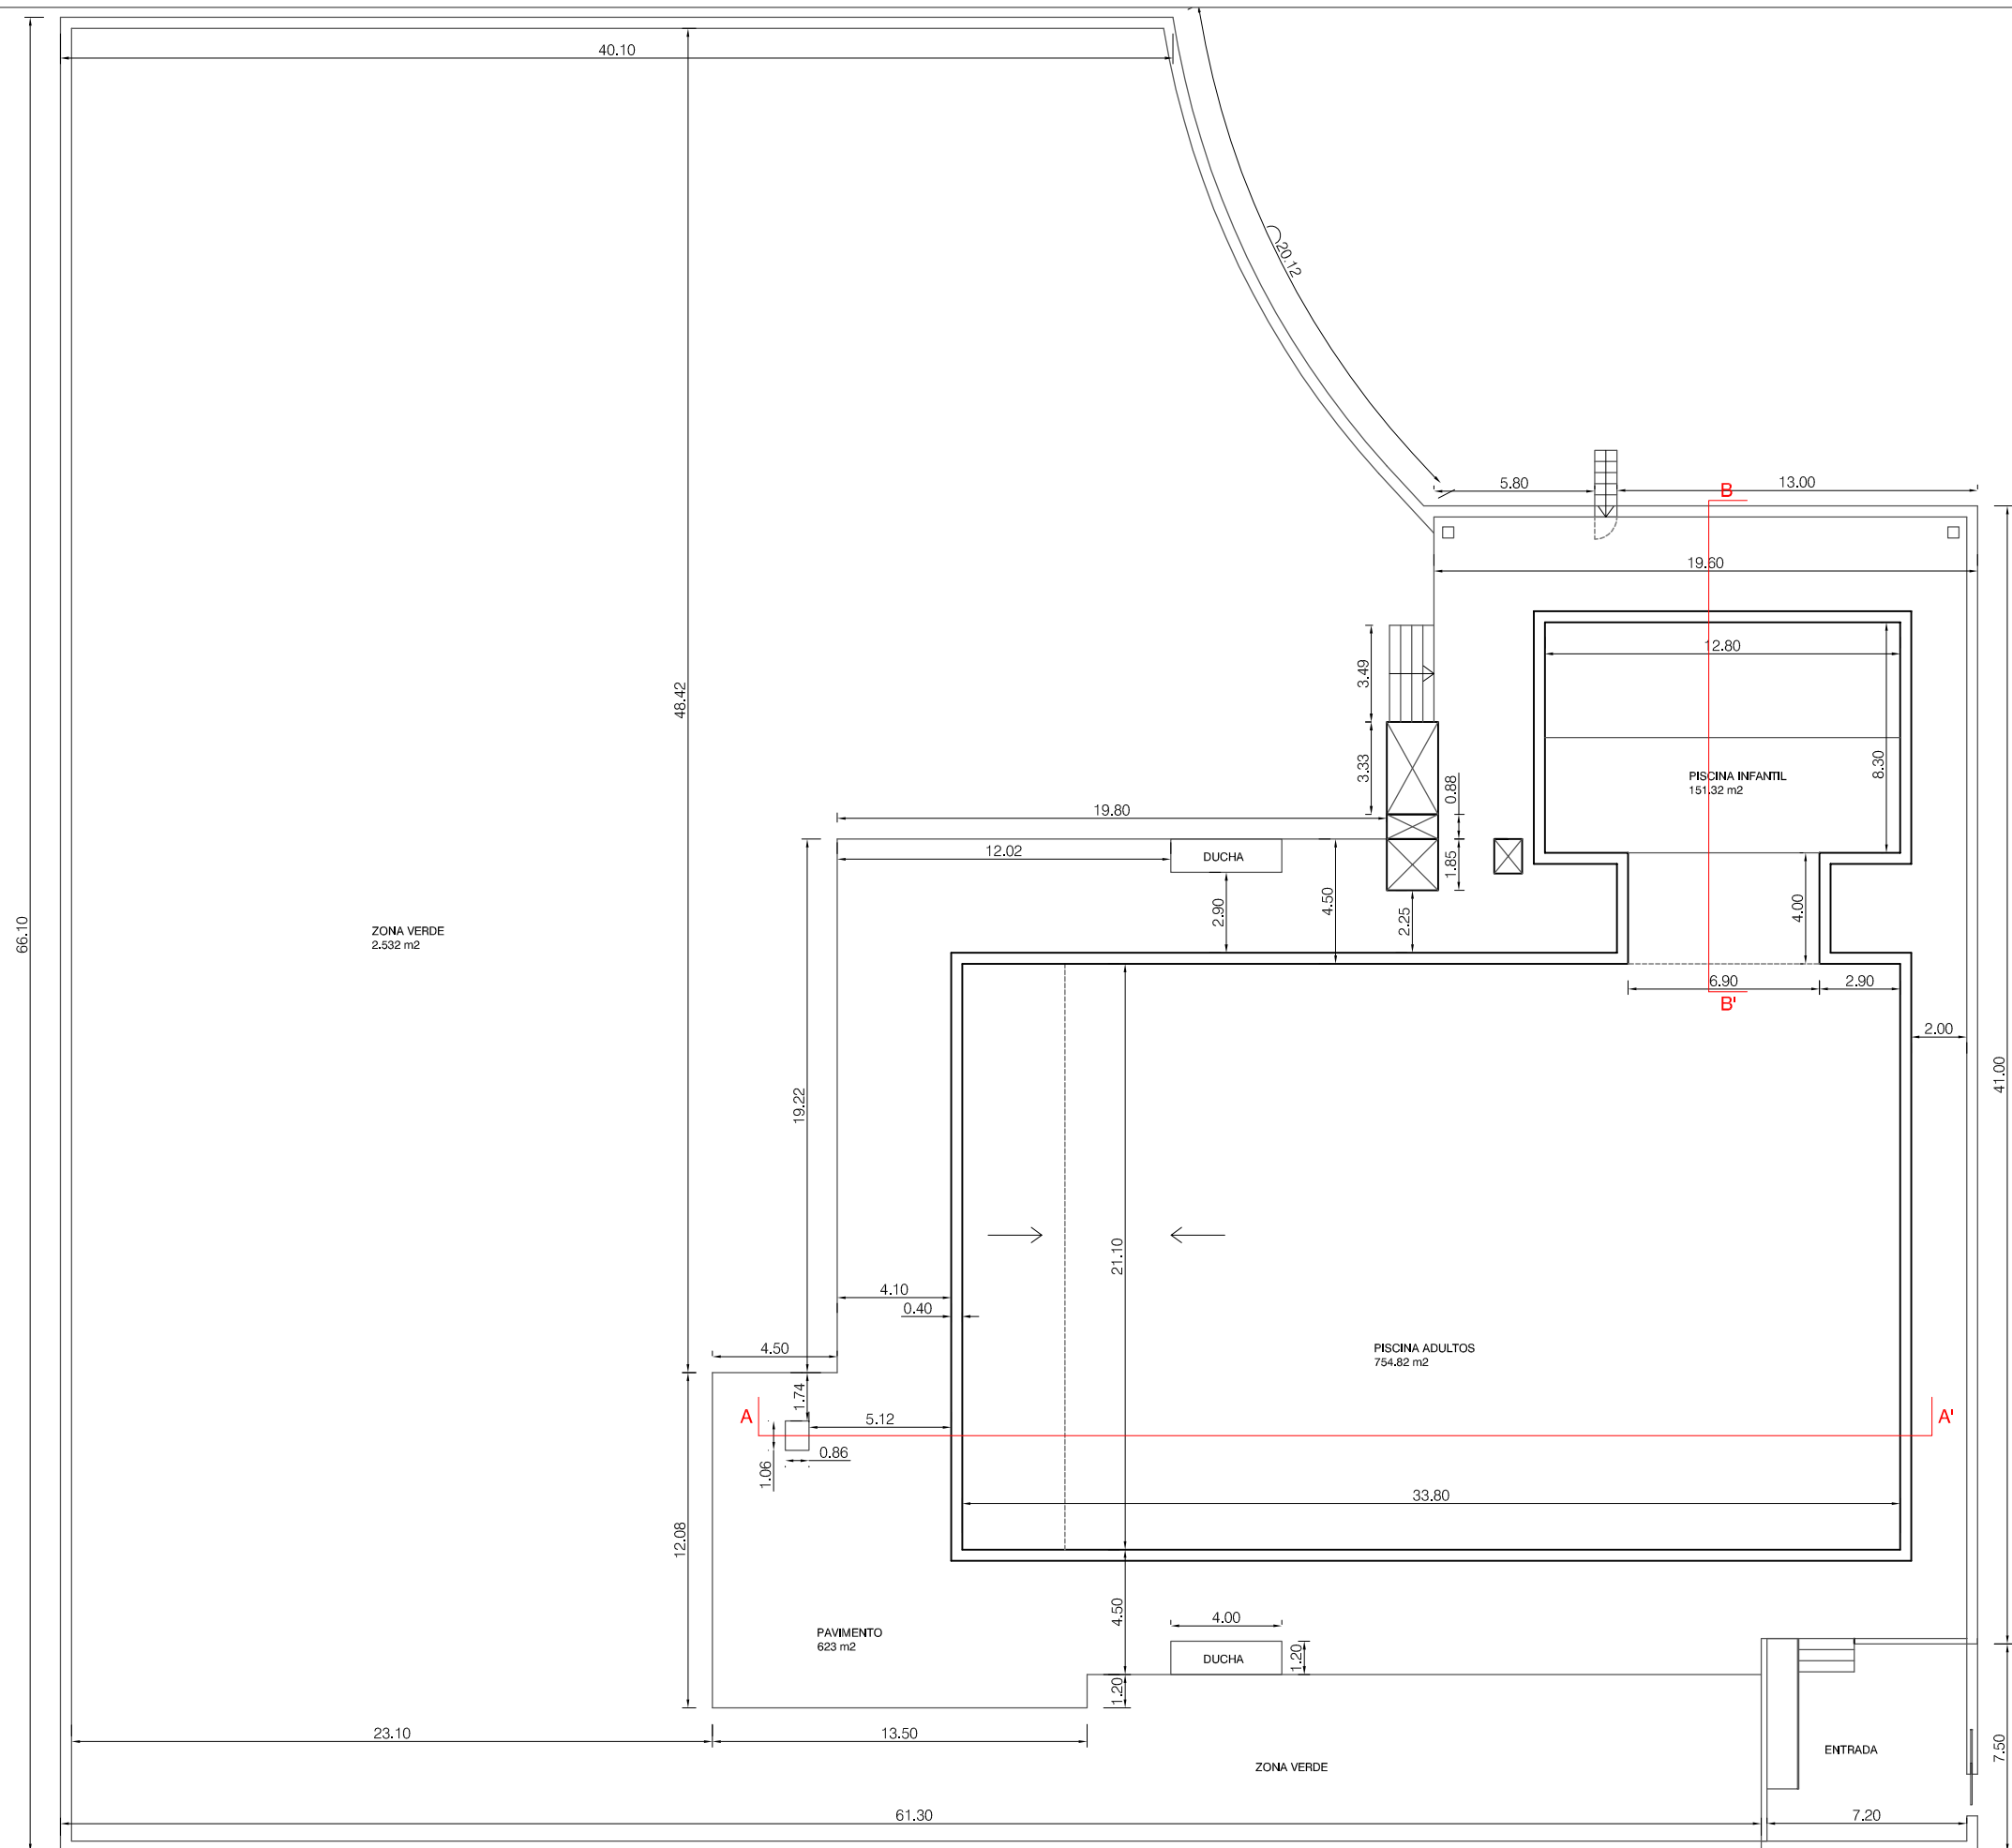 40.10
20.12
5.80
B
13.00
19.60
12.80
3.49
48.42
3.33
0.88
8.30
PISCINA INFANTIL
151.32 m2
19.80
12.02
DUCHA
1.85
4.50
2.90
2.25
4.00
66.10
ZONA VERDE
2.532 m2
6.90
2.90
B'
2.00
41.00
19.22
21.10
4.10
0.40
4.50
PISCINA ADULTOS
754.82 m2
1.74
A
5.12
A'
0.86
1.06
33.80
12.08
4.50
4.00
PAVIMENTO
623 m2
DUCHA
1.20
1.20
23.10
13.50
ENTRADA
7.50
ZONA VERDE
61.30
7.20